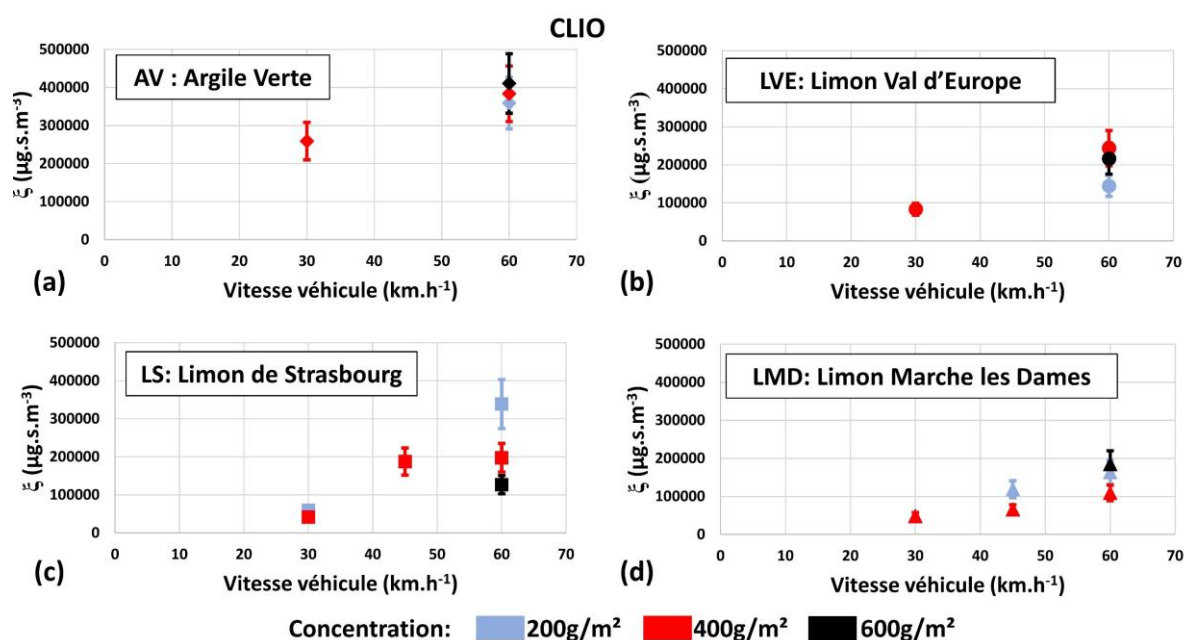 CLIO
AV : Argile Verte
ξ (µg.s.m⁻³)
500000
400000
300000
200000
100000
0
0 10 20 30 40 50 60 70
Vitesse véhicule (km.h⁻¹)
(a)
LVE: Limon Val d’Europe
ξ (µg.s.m⁻³)
500000
400000
300000
200000
100000
0
0 10 20 30 40 50 60 70
Vitesse véhicule (km.h⁻¹)
(b)
LS: Limon de Strasbourg
ξ (µg.s.m⁻³)
500000
400000
300000
200000
100000
0
0 10 20 30 40 50 60 70
Vitesse véhicule (km.h⁻¹)
(c)
LMD: Limon Marche les Dames
ξ (µg.s.m⁻³)
500000
400000
300000
200000
100000
0
0 10 20 30 40 50 60 70
Vitesse véhicule (km.h⁻¹)
(d)
Concentration: 200g/m² 400g/m² 600g/m²